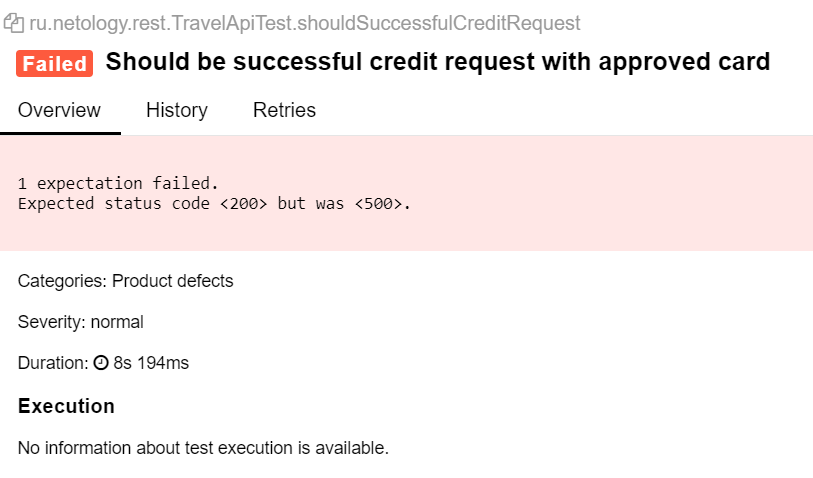 ru.netology.rest.TravelApiTest.shouldSuccessfulCreditRequest
Failed Should be successful credit request with approved card
Overview History Retries
1 expectation failed.
Expected status code <200> but was <500>.
Categories: Product defects
Severity: normal
Duration: 8s 194ms
Execution
No information about test execution is available.